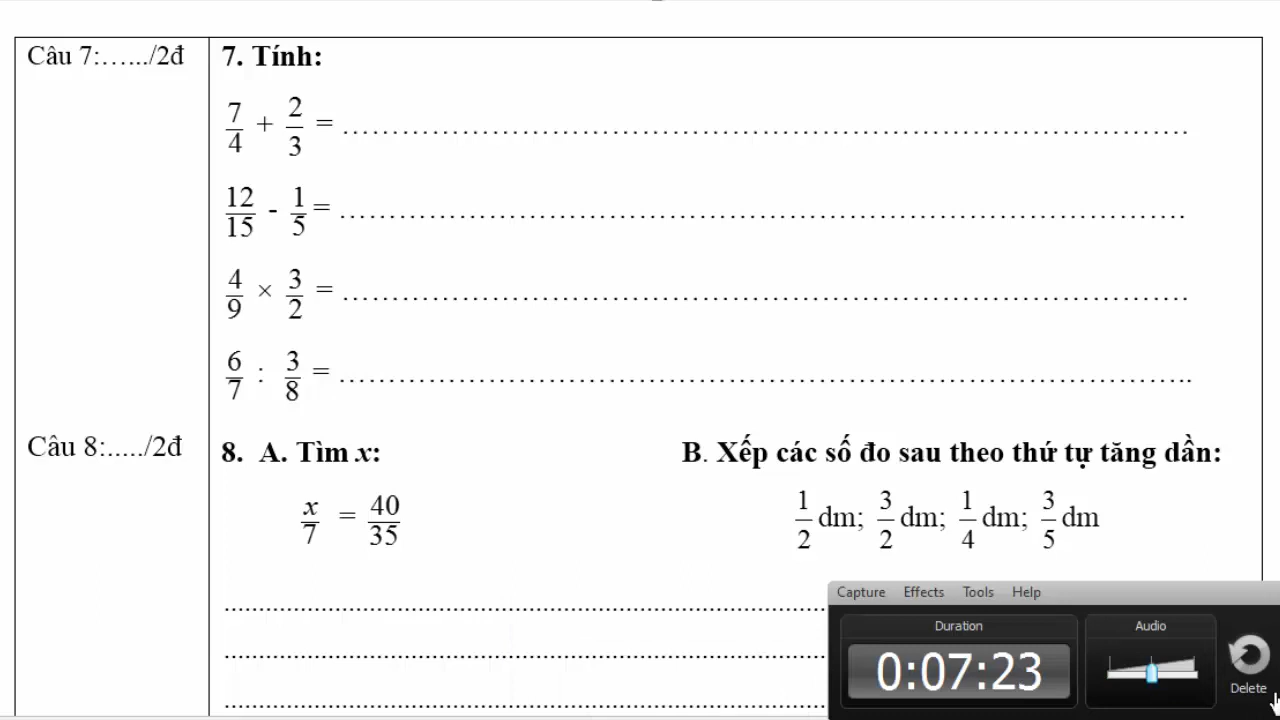 Câu 7:……/2đ
7. Tính:
7/4 + 2/3 = ……………………………………………………………………………
12/15 - 1/5 = ……………………………………………………………………………
4/9 × 3/2 = ……………………………………………………………………………
6/7 : 3/8 = …………………………………………………………………………….
Câu 8:...../2đ
8. A. Tìm x:
x/7 = 40/35
B. Xếp các số đo sau theo thứ tự tăng dần:
1/2 dm; 3/2 dm; 1/4 dm; 3/5 dm
Capture Effects Tools Help
Duration
0:07:23
Audio
Delete